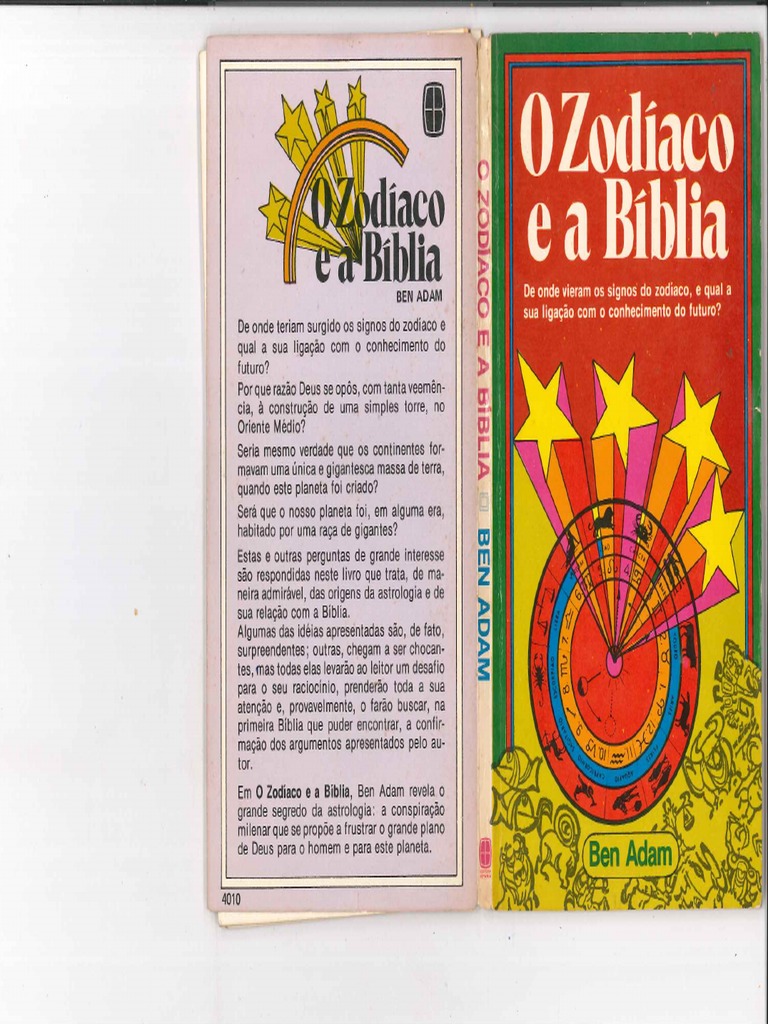 O Zodíaco
e a Bíblia
BEN ADAM
De onde teriam surgido os signos do zodíaco e
qual a sua ligação com o conhecimento do
futuro?
Por que razão Deus se opôs, com tanta veemên-
cia, à construção de uma simples torre, no
Oriente Médio?
Seria mesmo verdade que os continentes for-
mavam uma única e gigantesca massa de terra,
quando este planeta foi criado?
Será que o nosso planeta foi, em alguma era,
habitado por uma raça de gigantes?
Estas e outras perguntas de grande interesse
são respondidas neste livro que trata, de ma-
neira admirável, das origens da astrologia e de
sua relação com a Bíblia.
Algumas das idéias apresentadas são, de fato,
surpreendentes; outras, chegam a ser chocan-
tes, mas todas elas levarão ao leitor um desafio
para o seu raciocínio, prenderão toda a sua
atenção e, provavelmente, o farão buscar, na
primeira Bíblia que puder encontrar, a confir-
mação dos argumentos apresentados pelo au-
tor.
Em O Zodíaco e a Bíblia, Ben Adam revela o
grande segredo da astrologia: a conspiração
milenar que se propõe a frustrar o grande plano
de Deus para o homem e para este planeta.
4010
O ZODÍACO E A BÍBLIA BEN ADAM
O Zodíaco
e a Bíblia
De onde vieram os signos do zodíaco, e qual a
sua ligação com o conhecimento do futuro?
Ben Adam